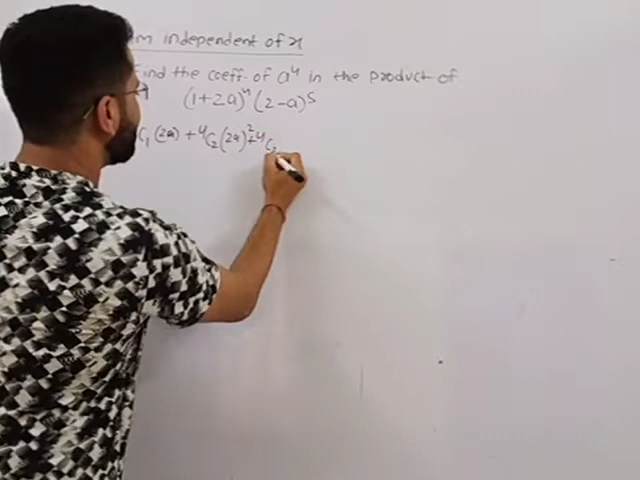 m independent of x
ind the coeff. of a⁴ in the product of
(1+2a)⁴ (2-a)⁵
C₁(2a) + ⁴C₂(2a)² + ⁴C₃